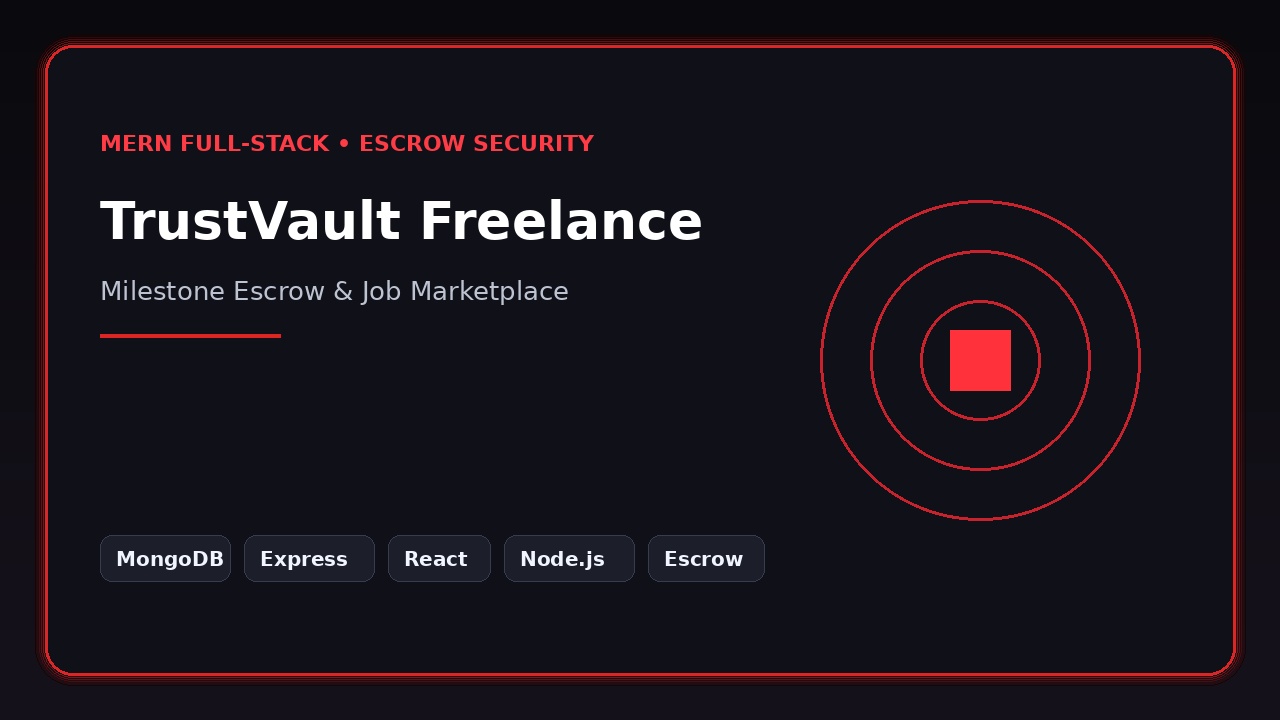 MERN FULL-STACK • ESCROW SECURITY
TrustVault Freelance
Milestone Escrow & Job Marketplace
MongoDB Express React Node.js Escrow